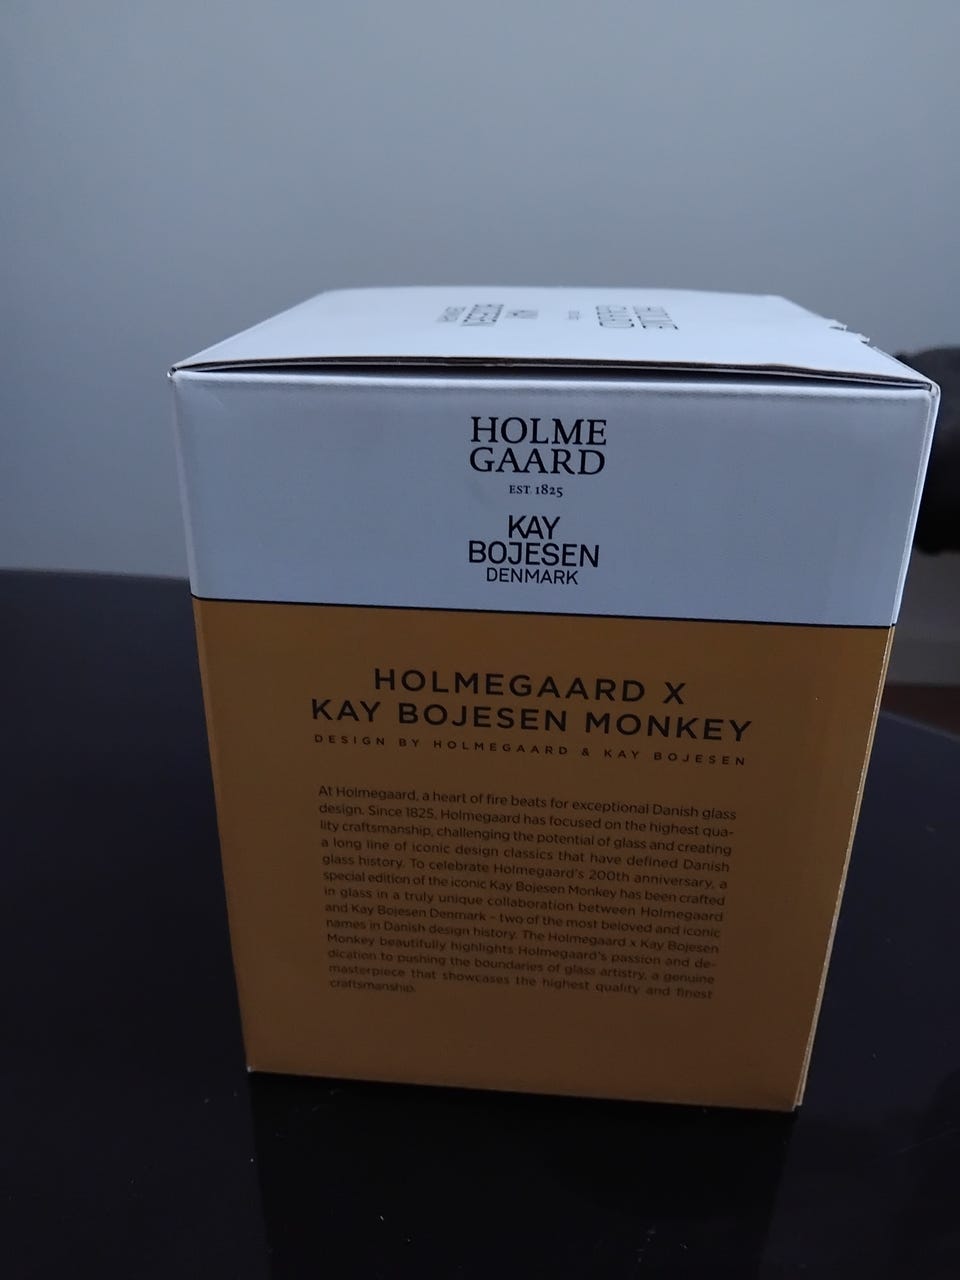 KAY
BOJESEN
DENMARK
HOLME
GAARD
HOLME
GAARD
EST. 1825
KAY
BOJESEN
DENMARK
HOLMEGAARD X
KAY BOJESEN MONKEY
DESIGN BY HOLMEGAARD & KAY BOJESEN
At Holmegaard, a heart of fire beats for exceptional Danish glass
design. Since 1825, Holmegaard has focused on the highest qua-
lity craftsmanship, challenging the potential of glass and creating
a long line of iconic design classics that have defined Danish
glass history. To celebrate Holmegaard's 200th anniversary, a
special edition of the iconic Kay Bojesen Monkey has been crafted
in glass in a truly unique collaboration between Holmegaard
and Kay Bojesen Denmark – two of the most beloved and iconic
names in Danish design history. The Holmegaard x Kay Bojesen
Monkey beautifully highlights Holmegaard's passion and de-
dication to pushing the boundaries of glass artistry, a genuine
masterpiece that showcases the highest quality and finest
craftsmanship.